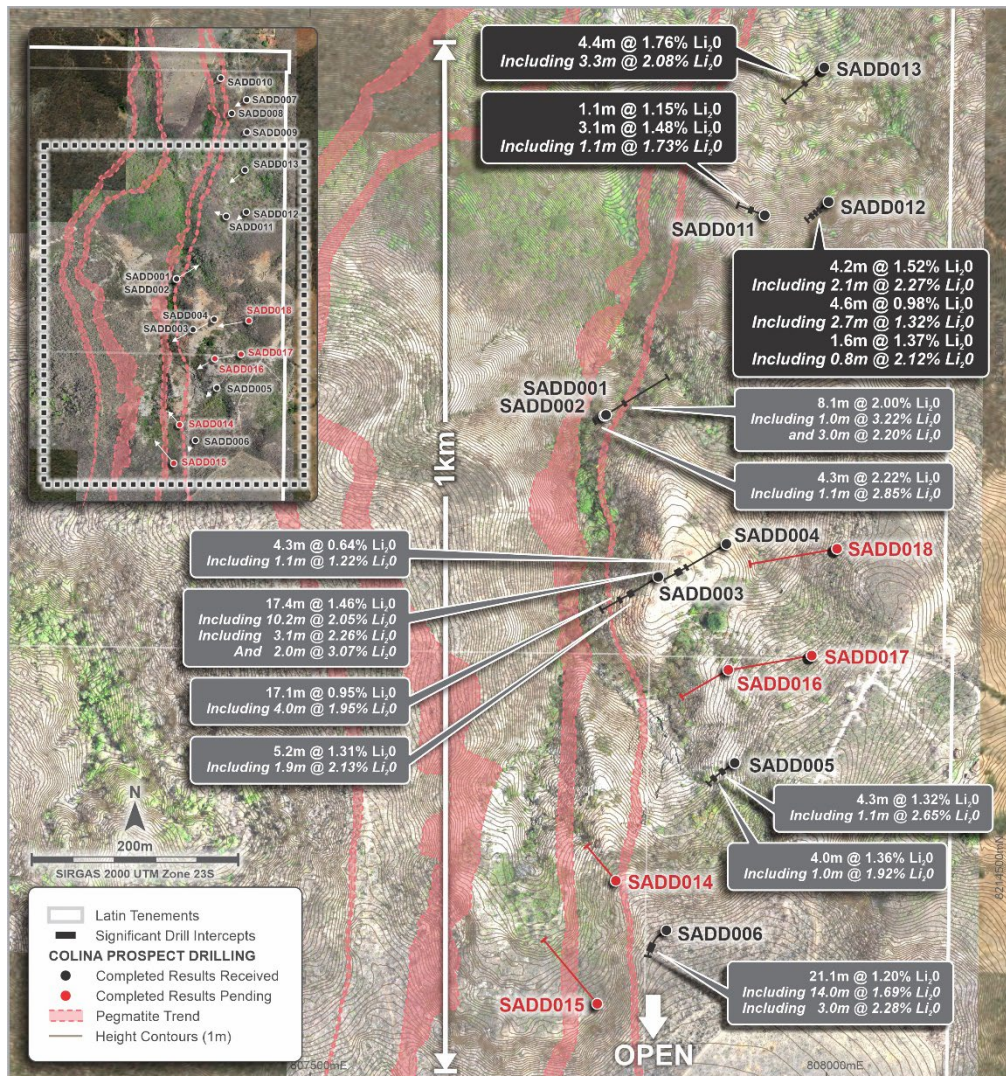 SADD010
SADD007
SADD008
SADD009
SADD013
SADD012
SADD011
SADD001
SADD002
SADD004
SADD003
SADD018
SADD017
SADD016
SADD005
SADD014
SADD006
SADD015
4.4m @ 1.76% Li₂0
Including 3.3m @ 2.08% Li₂0
SADD013
1.1m @ 1.15% Li₂0
3.1m @ 1.48% Li₂0
Including 1.1m @ 1.73% Li₂0
SADD011
SADD012
4.2m @ 1.52% Li₂0
Including 2.1m @ 2.27% Li₂0
4.6m @ 0.98% Li₂0
Including 2.7m @ 1.32% Li₂0
1.6m @ 1.37% Li₂0
Including 0.8m @ 2.12% Li₂0
1km
SADD001
SADD002
8.1m @ 2.00% Li₂0
Including 1.0m @ 3.22% Li₂0
and 3.0m @ 2.20% Li₂0
4.3m @ 2.22% Li₂0
Including 1.1m @ 2.85% Li₂0
4.3m @ 0.64% Li₂0
Including 1.1m @ 1.22% Li₂0
17.4m @ 1.46% Li₂0
Including 10.2m @ 2.05% Li₂0
Including 3.1m @ 2.26% Li₂0
And 2.0m @ 3.07% Li₂0
17.1m @ 0.95% Li₂0
Including 4.0m @ 1.95% Li₂0
5.2m @ 1.31% Li₂0
Including 1.9m @ 2.13% Li₂0
SADD004
SADD003
SADD018
SADD017
SADD016
SADD005
4.3m @ 1.32% Li₂0
Including 1.1m @ 2.65% Li₂0
4.0m @ 1.36% Li₂0
Including 1.0m @ 1.92% Li₂0
SADD014
SADD006
21.1m @ 1.20% Li₂0
Including 14.0m @ 1.69% Li₂0
Including 3.0m @ 2.28% Li₂0
SADD015
OPEN
N
200m
SIRGAS 2000 UTM Zone 23S
Latin Tenements
Significant Drill Intercepts
COLINA PROSPECT DRILLING
Completed Results Received
Completed Results Pending
Pegmatite Trend
Height Contours (1m)
807500mE
808000mE